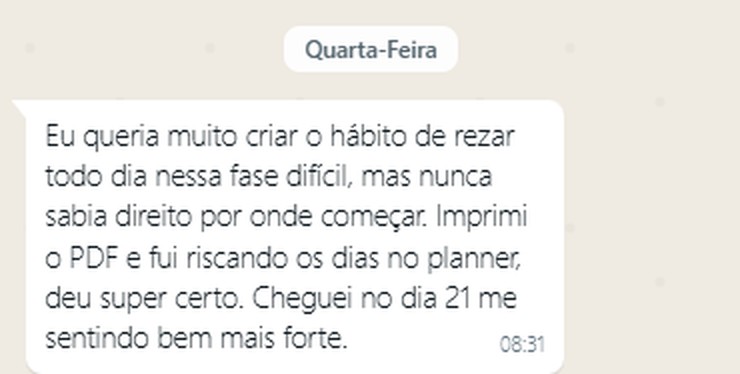 Quarta-Feira
Eu queria muito criar o hábito de rezar
todo dia nessa fase difícil, mas nunca
sabia direito por onde começar. Imprimi
o PDF e fui riscando os dias no planner,
deu super certo. Cheguei no dia 21 me
sentindo bem mais forte.
08:31